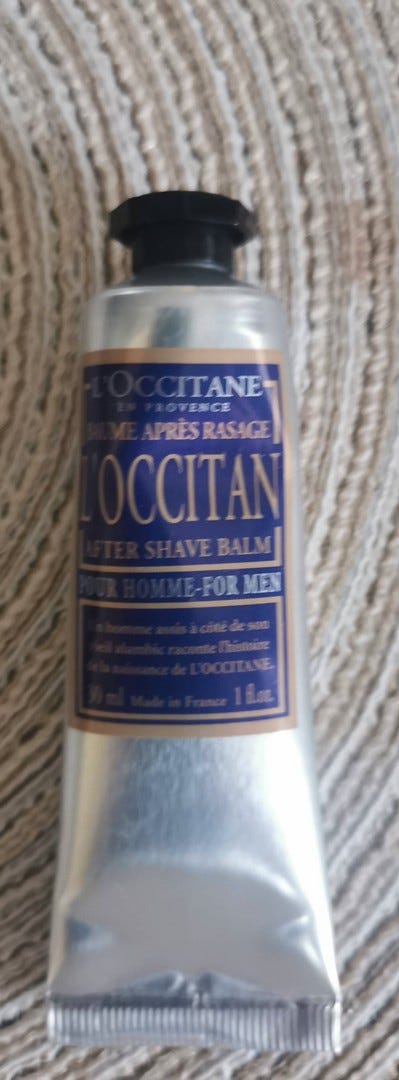 L'OCCITANE
EN PROVENCE
BAUME APRÈS RASAGE
L'OCCITAN
AFTER SHAVE BALM
POUR HOMME-FOR MEN
Un homme assis à côté de son
vieil alambic raconte l'histoire
de la naissance de L'OCCITANE.
30 ml Made in France 1 fl.oz.